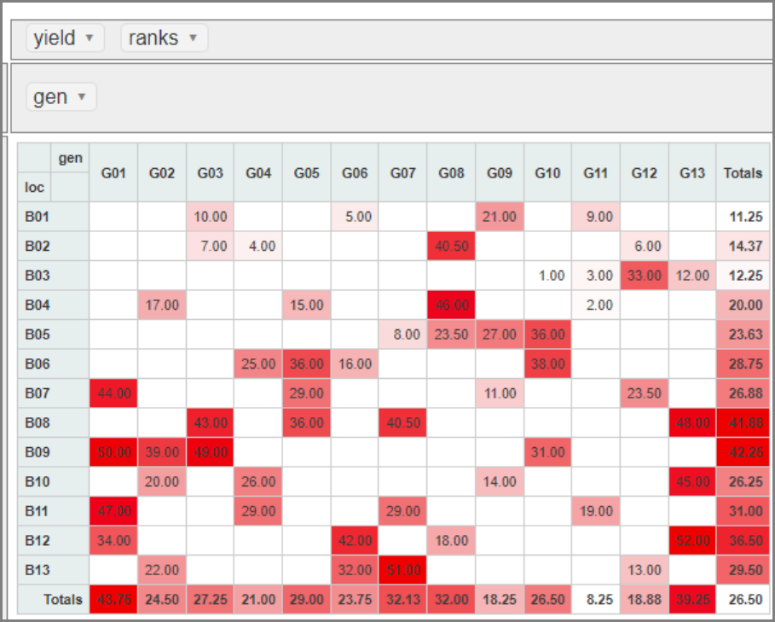 yield ▼ ranks ▼
gen ▼
gen G01 G02 G03 G04 G05 G06 G07 G08 G09 G10 G11 G12 G13 Totals
loc
B01 10.00 5.00 21.00 9.00 11.25
B02 7.00 4.00 40.50 6.00 14.37
B03 1.00 3.00 33.00 12.00 12.25
B04 17.00 15.00 46.00 2.00 20.00
B05 8.00 23.50 27.00 36.00 23.63
B06 25.00 36.00 16.00 38.00 28.75
B07 44.00 29.00 11.00 23.50 26.88
B08 43.00 36.00 40.50 48.00 41.88
B09 50.00 39.00 49.00 31.00 42.25
B10 20.00 26.00 14.00 45.00 26.25
B11 47.00 29.00 29.00 19.00 31.00
B12 34.00 42.00 18.00 52.00 36.50
B13 22.00 32.00 51.00 13.00 29.50
Totals 43.75 24.50 27.25 21.00 29.00 23.75 32.13 32.00 18.25 26.50 8.25 18.88 39.25 26.50